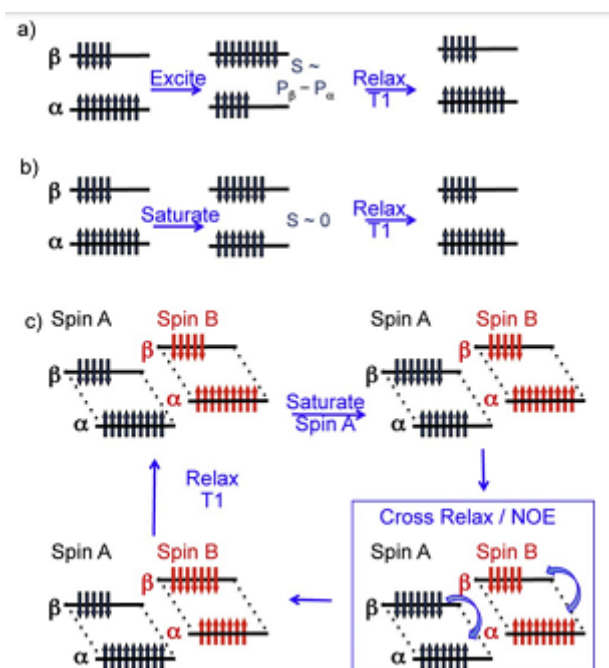 a)
β
α
Excite
S ~
Pβ – Pα
Relax
T1
b)
β
α
Saturate
S ~ 0
Relax
T1
c)
Spin A
Spin B
β
β
α
α
Saturate
Spin A
Spin A
Spin B
β
β
α
α
Relax
T1
Cross Relax / NOE
Spin A
Spin B
β
β
α
α
Spin A
Spin B
β
β
α
α